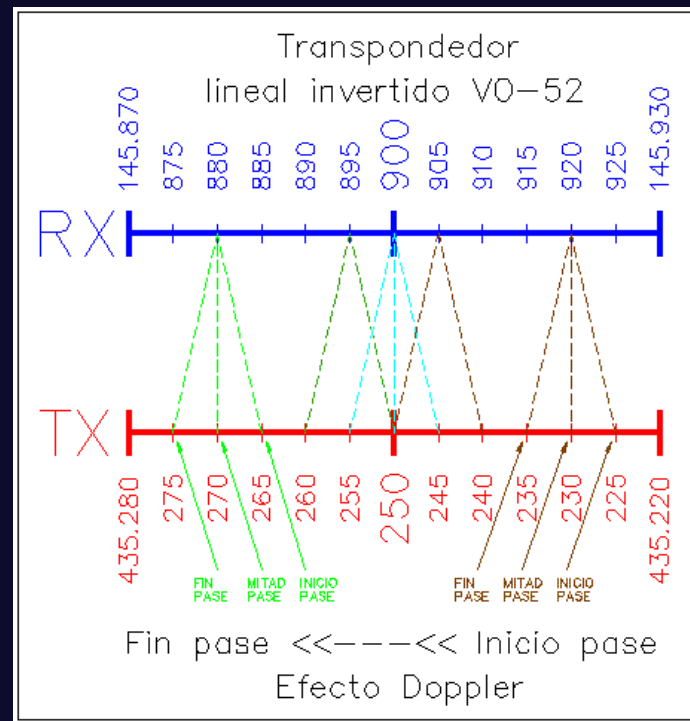 Transpondedor
lineal invertido VO-52
145.870
875
880
885
890
895
900
905
910
915
920
925
145.930
RX
TX
435.280
275
270
265
260
255
250
245
240
235
230
225
435.220
FIN PASE
MITAD PASE
INICIO PASE
FIN PASE
MITAD PASE
INICIO PASE
Fin pase <<---<< Inicio pase
Efecto Doppler